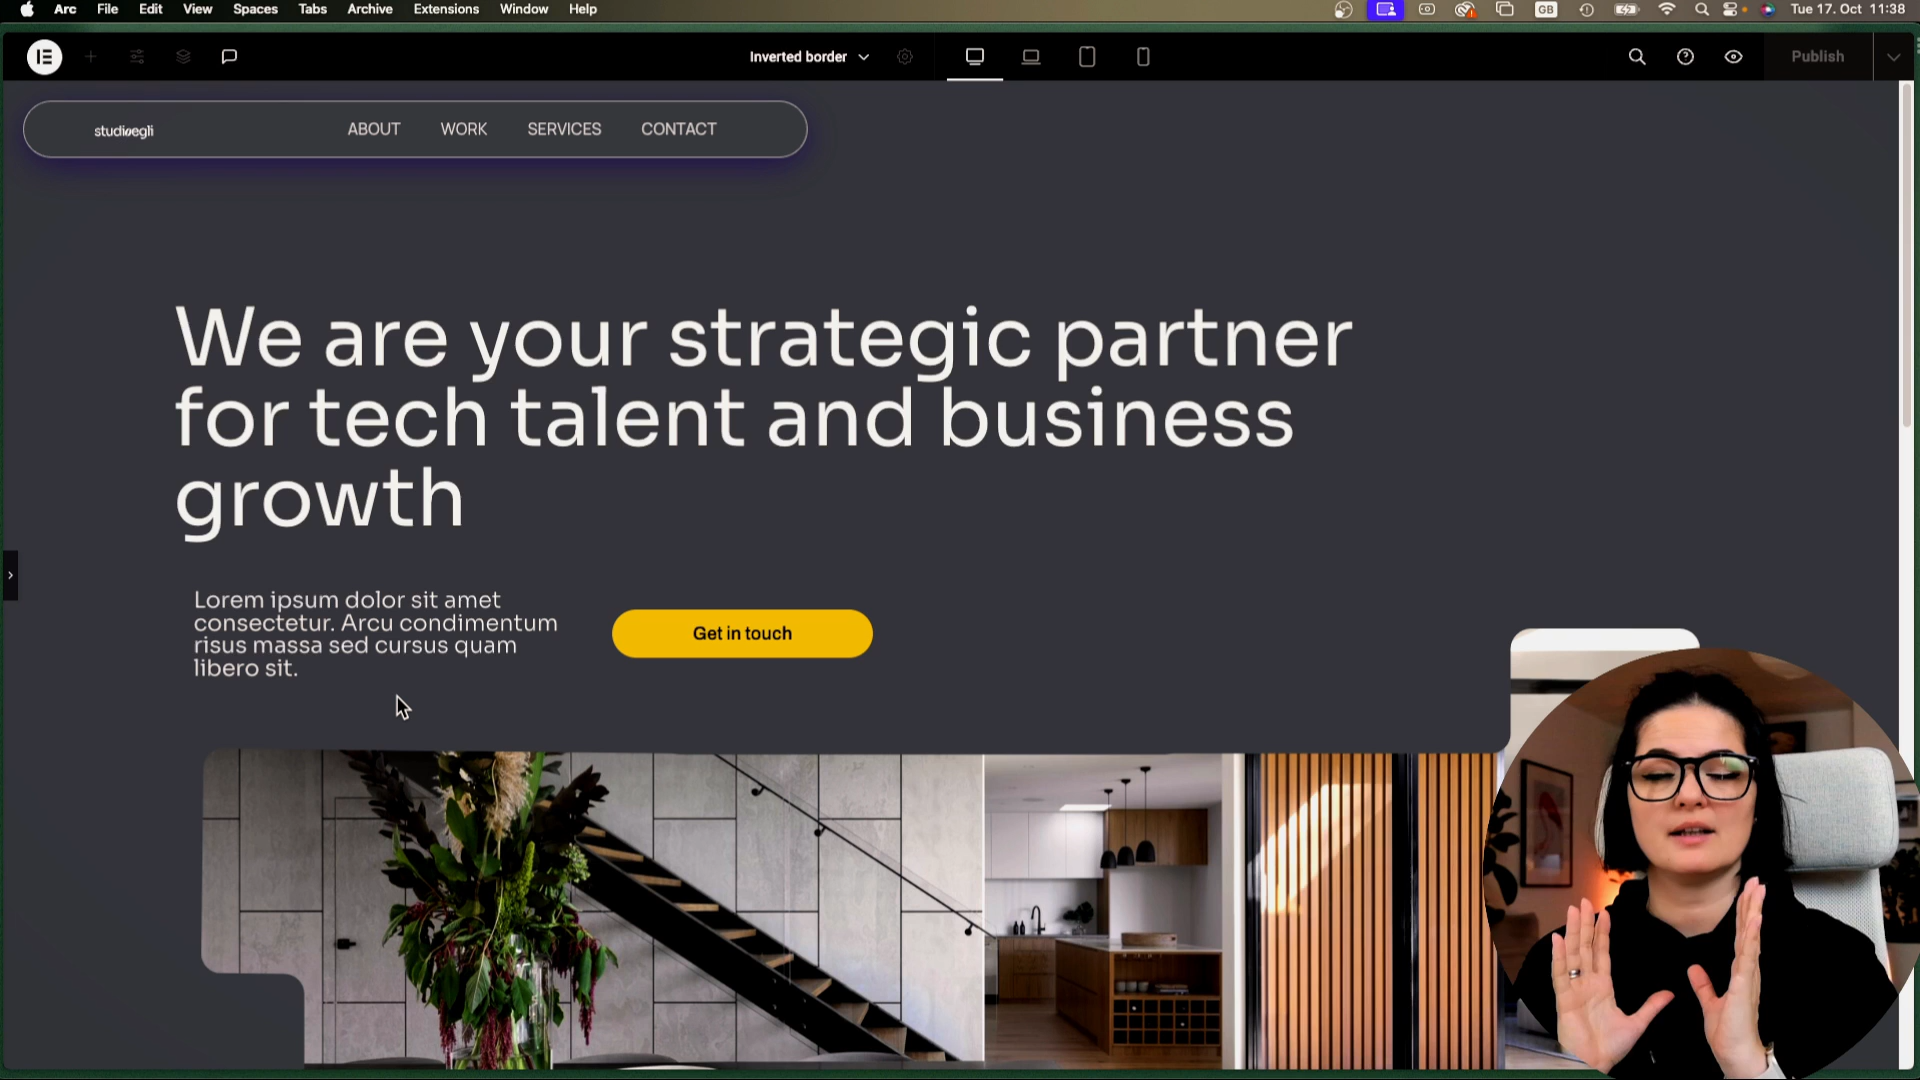 Arc File Edit View Spaces Tabs Archive Extensions Window Help GB Tue 17. Oct 11:38
Inverted border Publish
studioegli ABOUT WORK SERVICES CONTACT
We are your strategic partner
for tech talent and business
growth
Lorem ipsum dolor sit amet
consectetur. Arcu condimentum
risus massa sed cursus quam
libero sit.
Get in touch